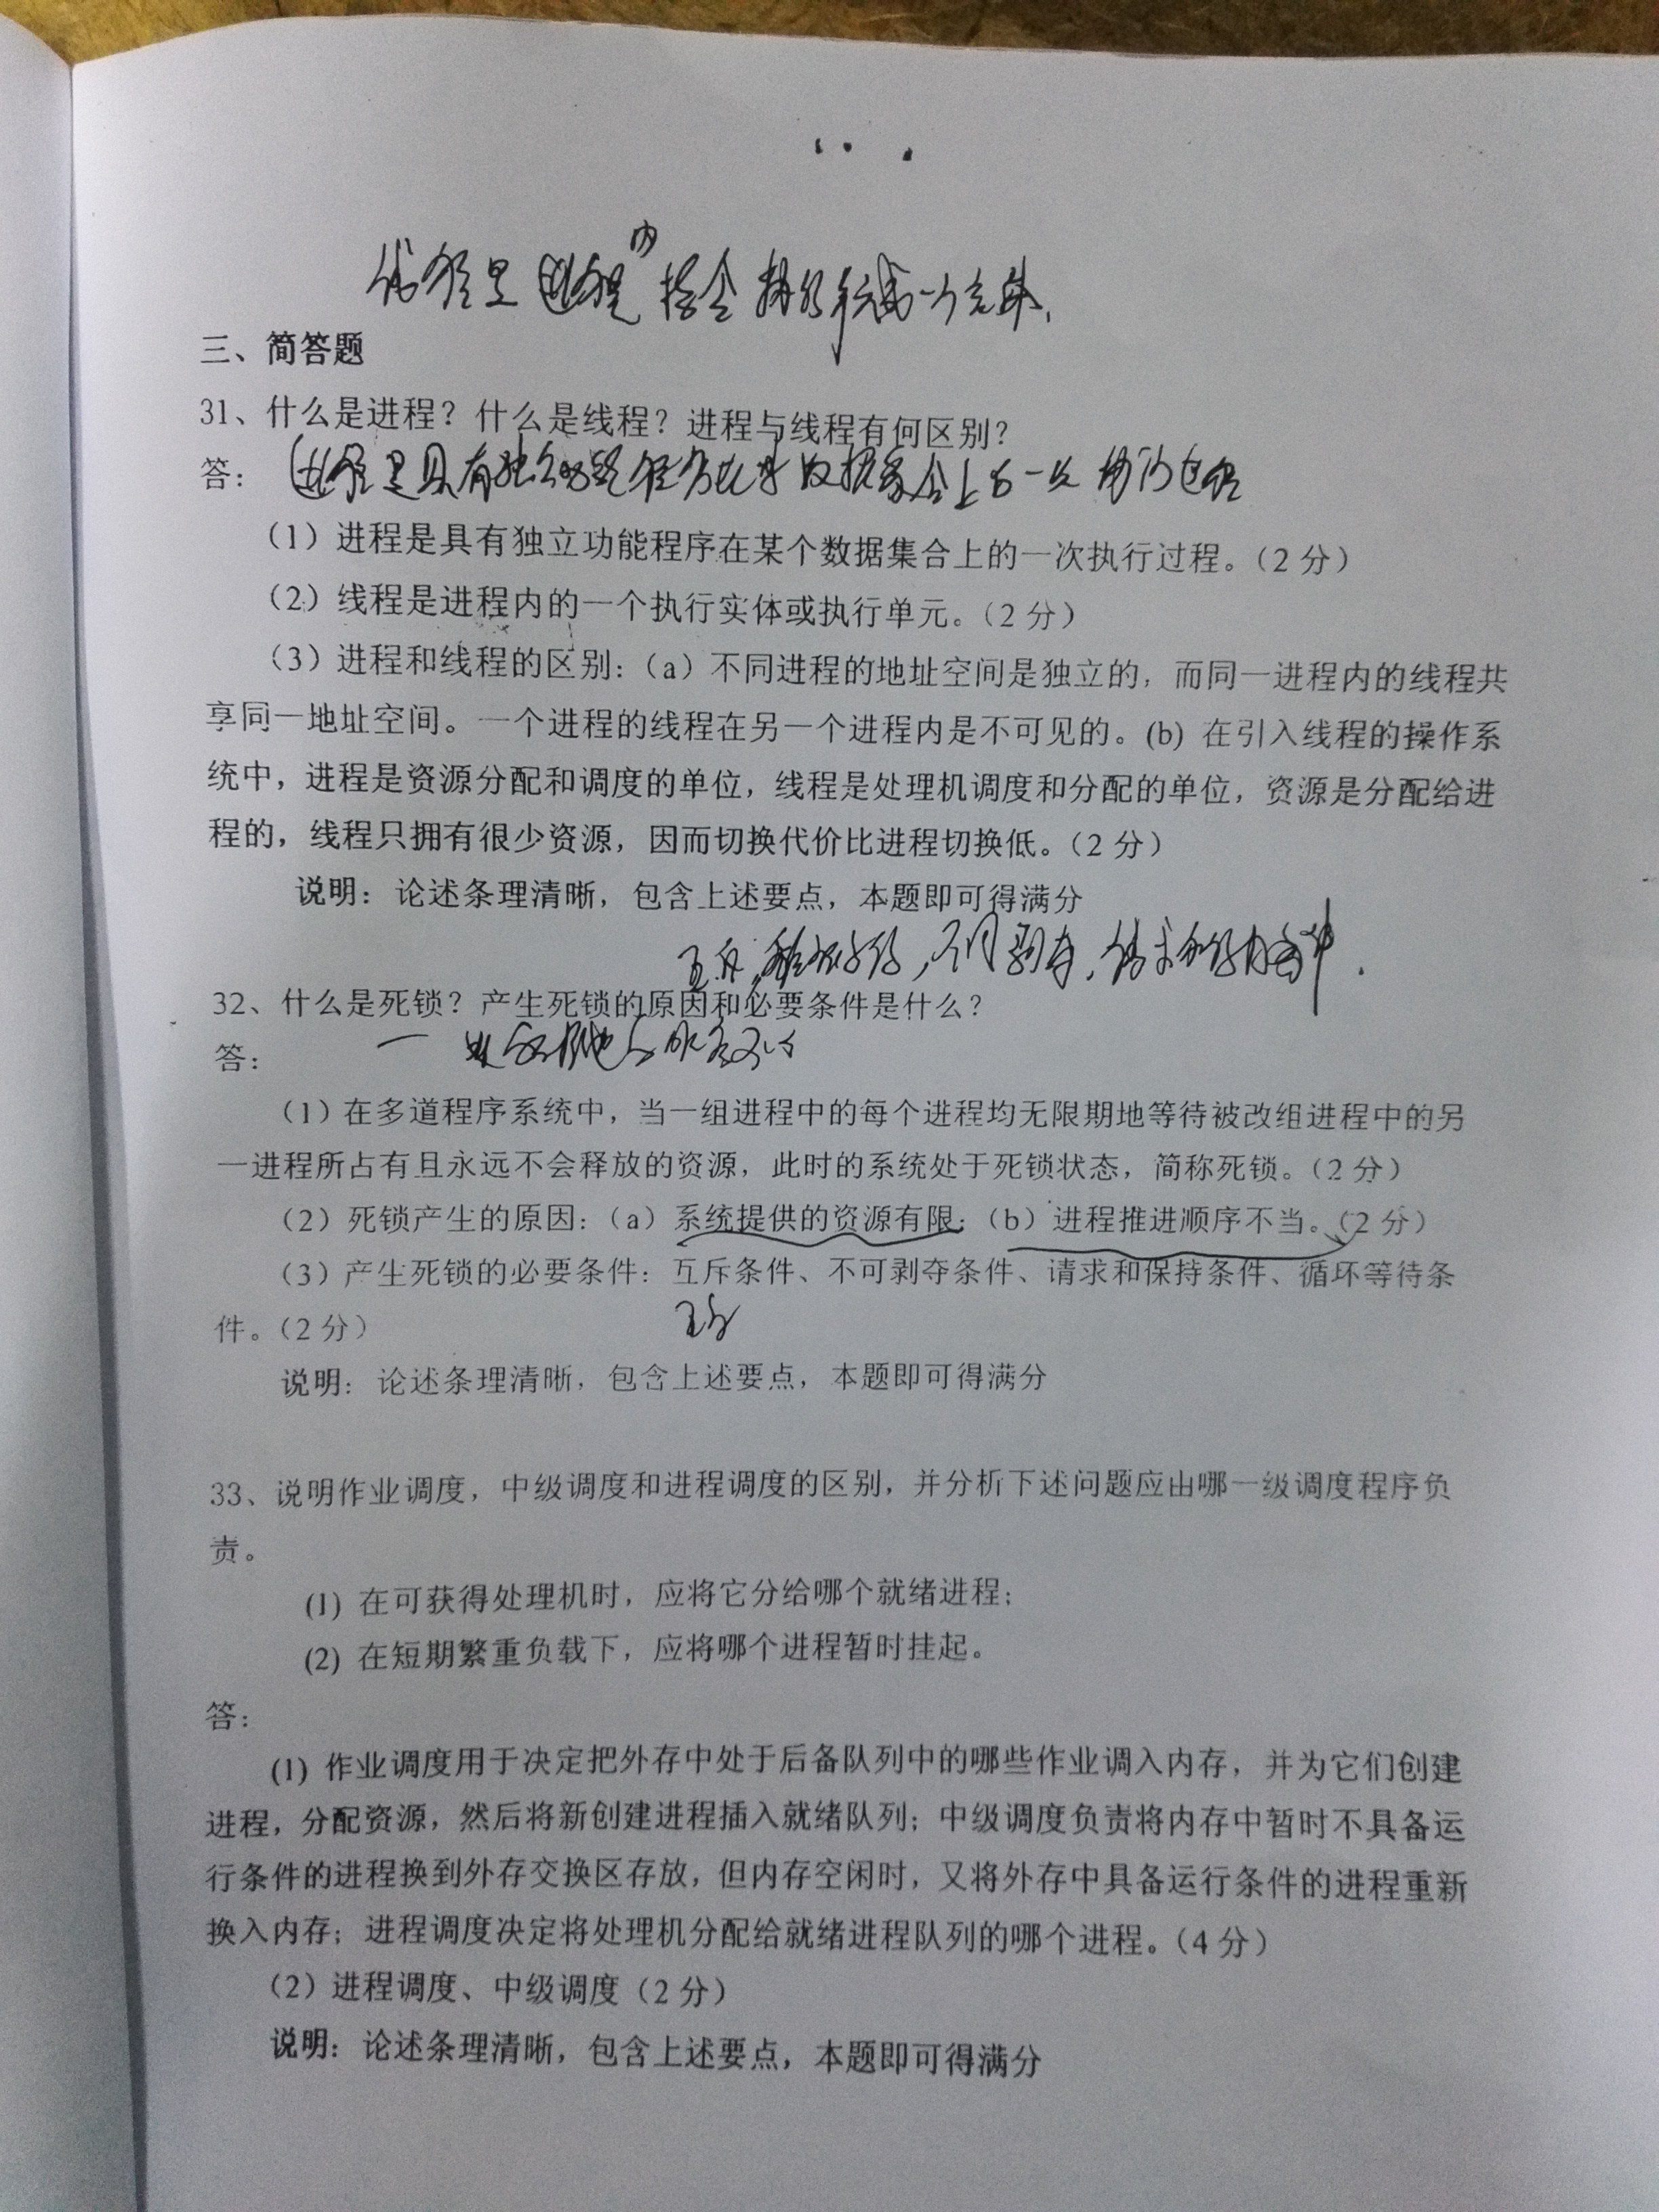 线程是进程内指令执行单元或一个实体.
三、简答题
31、什么是进程？什么是线程？进程与线程有何区别？
答：进程是具有独立功能程序在某个数据集合上的一次执行过程
（1）进程是具有独立功能程序在某个数据集合上的一次执行过程。（2 分）
（2）线程是进程内的一个执行实体或执行单元。（2 分）
（3）进程和线程的区别：（a）不同进程的地址空间是独立的，而同一进程内的线程共
享同一地址空间。一个进程的线程在另一个进程内是不可见的。(b) 在引入线程的操作系
统中，进程是资源分配和调度的单位，线程是处理机调度和分配的单位，资源是分配给进
程的，线程只拥有很少资源，因而切换代价比进程切换低。（2 分）
说明：论述条理清晰，包含上述要点，本题即可得满分
互斥,
32、什么是死锁？产生死锁的原因和必要条件是什么？
答：
（1）在多道程序系统中，当一组进程中的每个进程均无限期地等待被改组进程中的另
一进程所占有且永远不会释放的资源，此时的系统处于死锁状态，简称死锁。（2 分）
（2）死锁产生的原因：（a）系统提供的资源有限；（b）进程推进顺序不当。（2 分）
（3）产生死锁的必要条件：互斥条件、不可剥夺条件、请求和保持条件、循环等待条
件。（2 分）
说明：论述条理清晰，包含上述要点，本题即可得满分
33、说明作业调度，中级调度和进程调度的区别，并分析下述问题应由哪一级调度程序负
责。
(1) 在可获得处理机时，应将它分给哪个就绪进程；
(2) 在短期繁重负载下，应将哪个进程暂时挂起。
答：
(1) 作业调度用于决定把外存中处于后备队列中的哪些作业调入内存，并为它们创建
进程，分配资源，然后将新创建进程插入就绪队列；中级调度负责将内存中暂时不具备运
行条件的进程换到外存交换区存放，但内存空闲时，又将外存中具备运行条件的进程重新
换入内存；进程调度决定将处理机分配给就绪进程队列的哪个进程。（4 分）
（2）进程调度、中级调度（2 分）
说明：论述条理清晰，包含上述要点，本题即可得满分